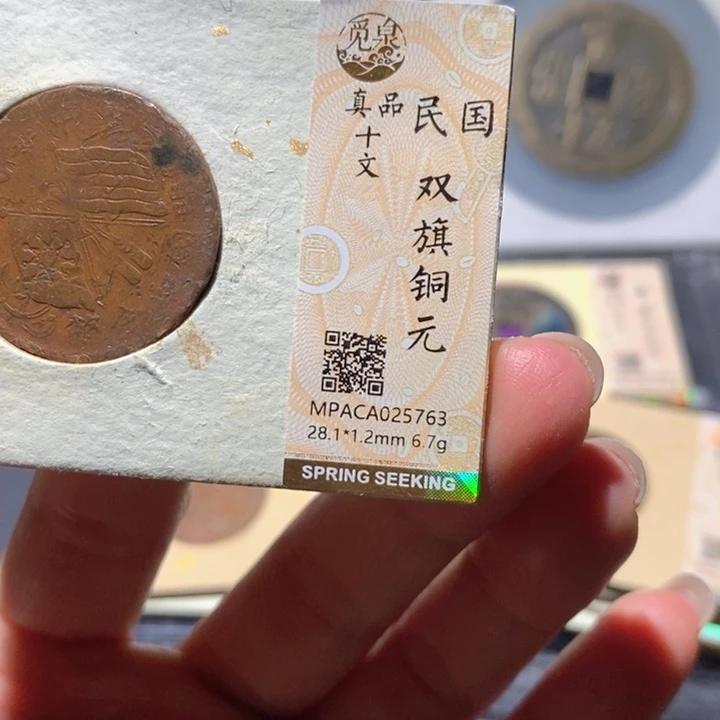 觅泉
民国
双旗铜元
真品
十文
MPACA025763
28.1*1.2mm 6.7g
SPRING SEEKING